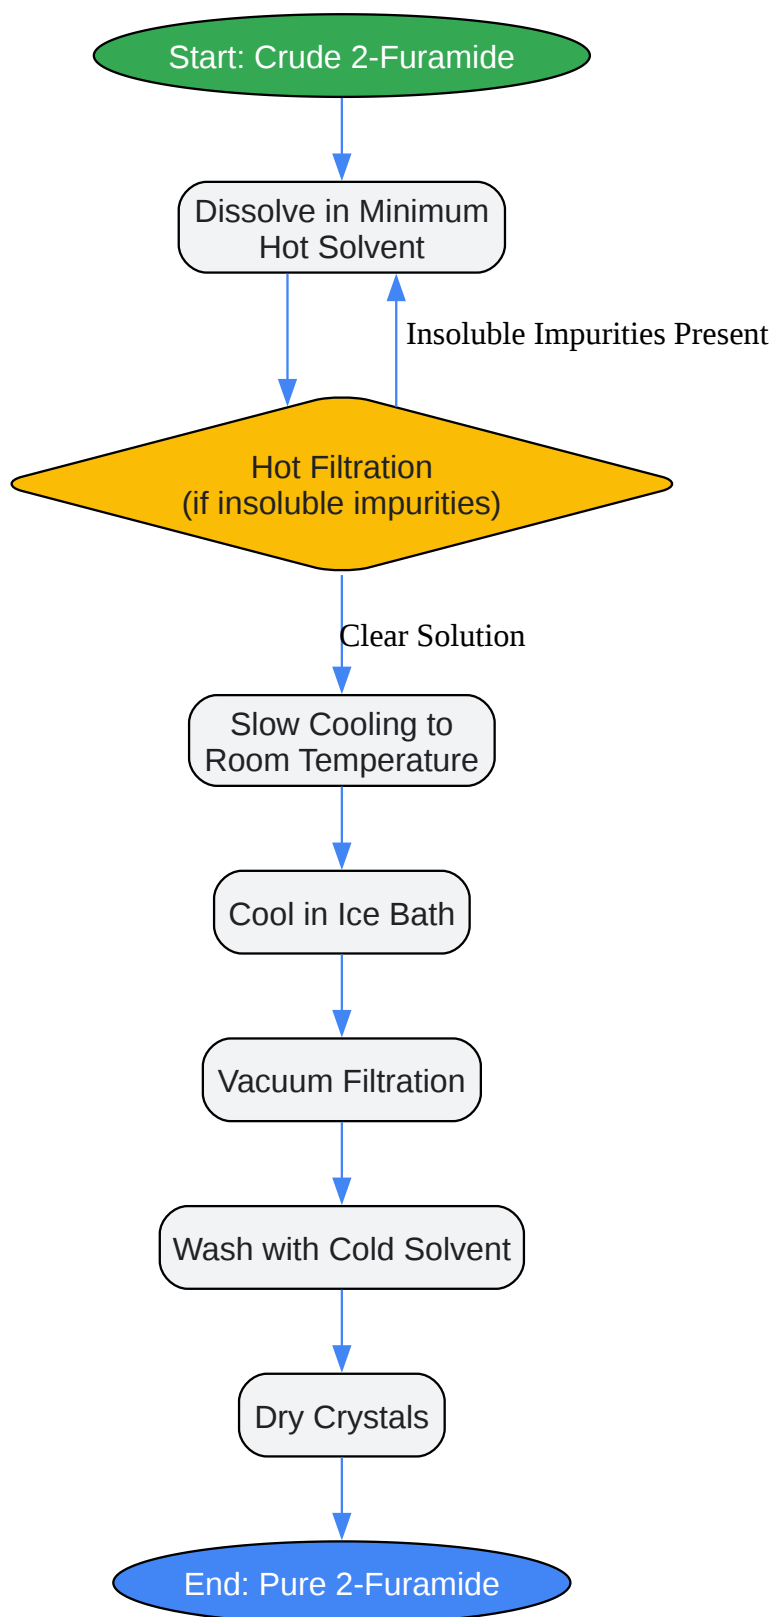 Start: Crude 2-Furamide
Dissolve in Minimum
Hot Solvent
Insoluble Impurities Present
Hot Filtration
(if insoluble impurities)
Clear Solution
Slow Cooling to
Room Temperature
Cool in Ice Bath
Vacuum Filtration
Wash with Cold Solvent
Dry Crystals
End: Pure 2-Furamide